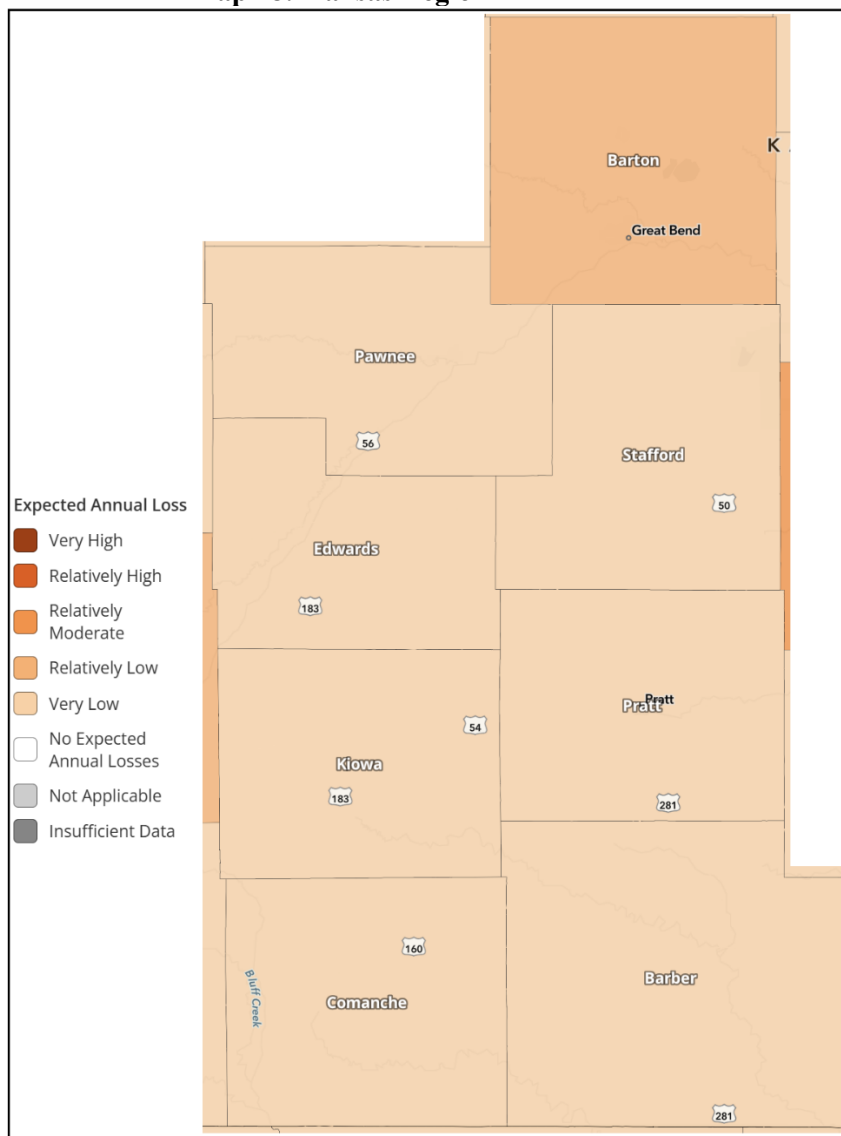 K
Barton
Great Bend
Pawnee
56
Stafford
50
Expected Annual Loss
Very High
Relatively High
Relatively
Moderate
Relatively Low
Very Low
No Expected
Annual Losses
Not Applicable
Insufficient Data
Edwards
183
Pratt
Pratt
54
Kiowa
183
281
160
Bluff Creek
Comanche
Barber
281